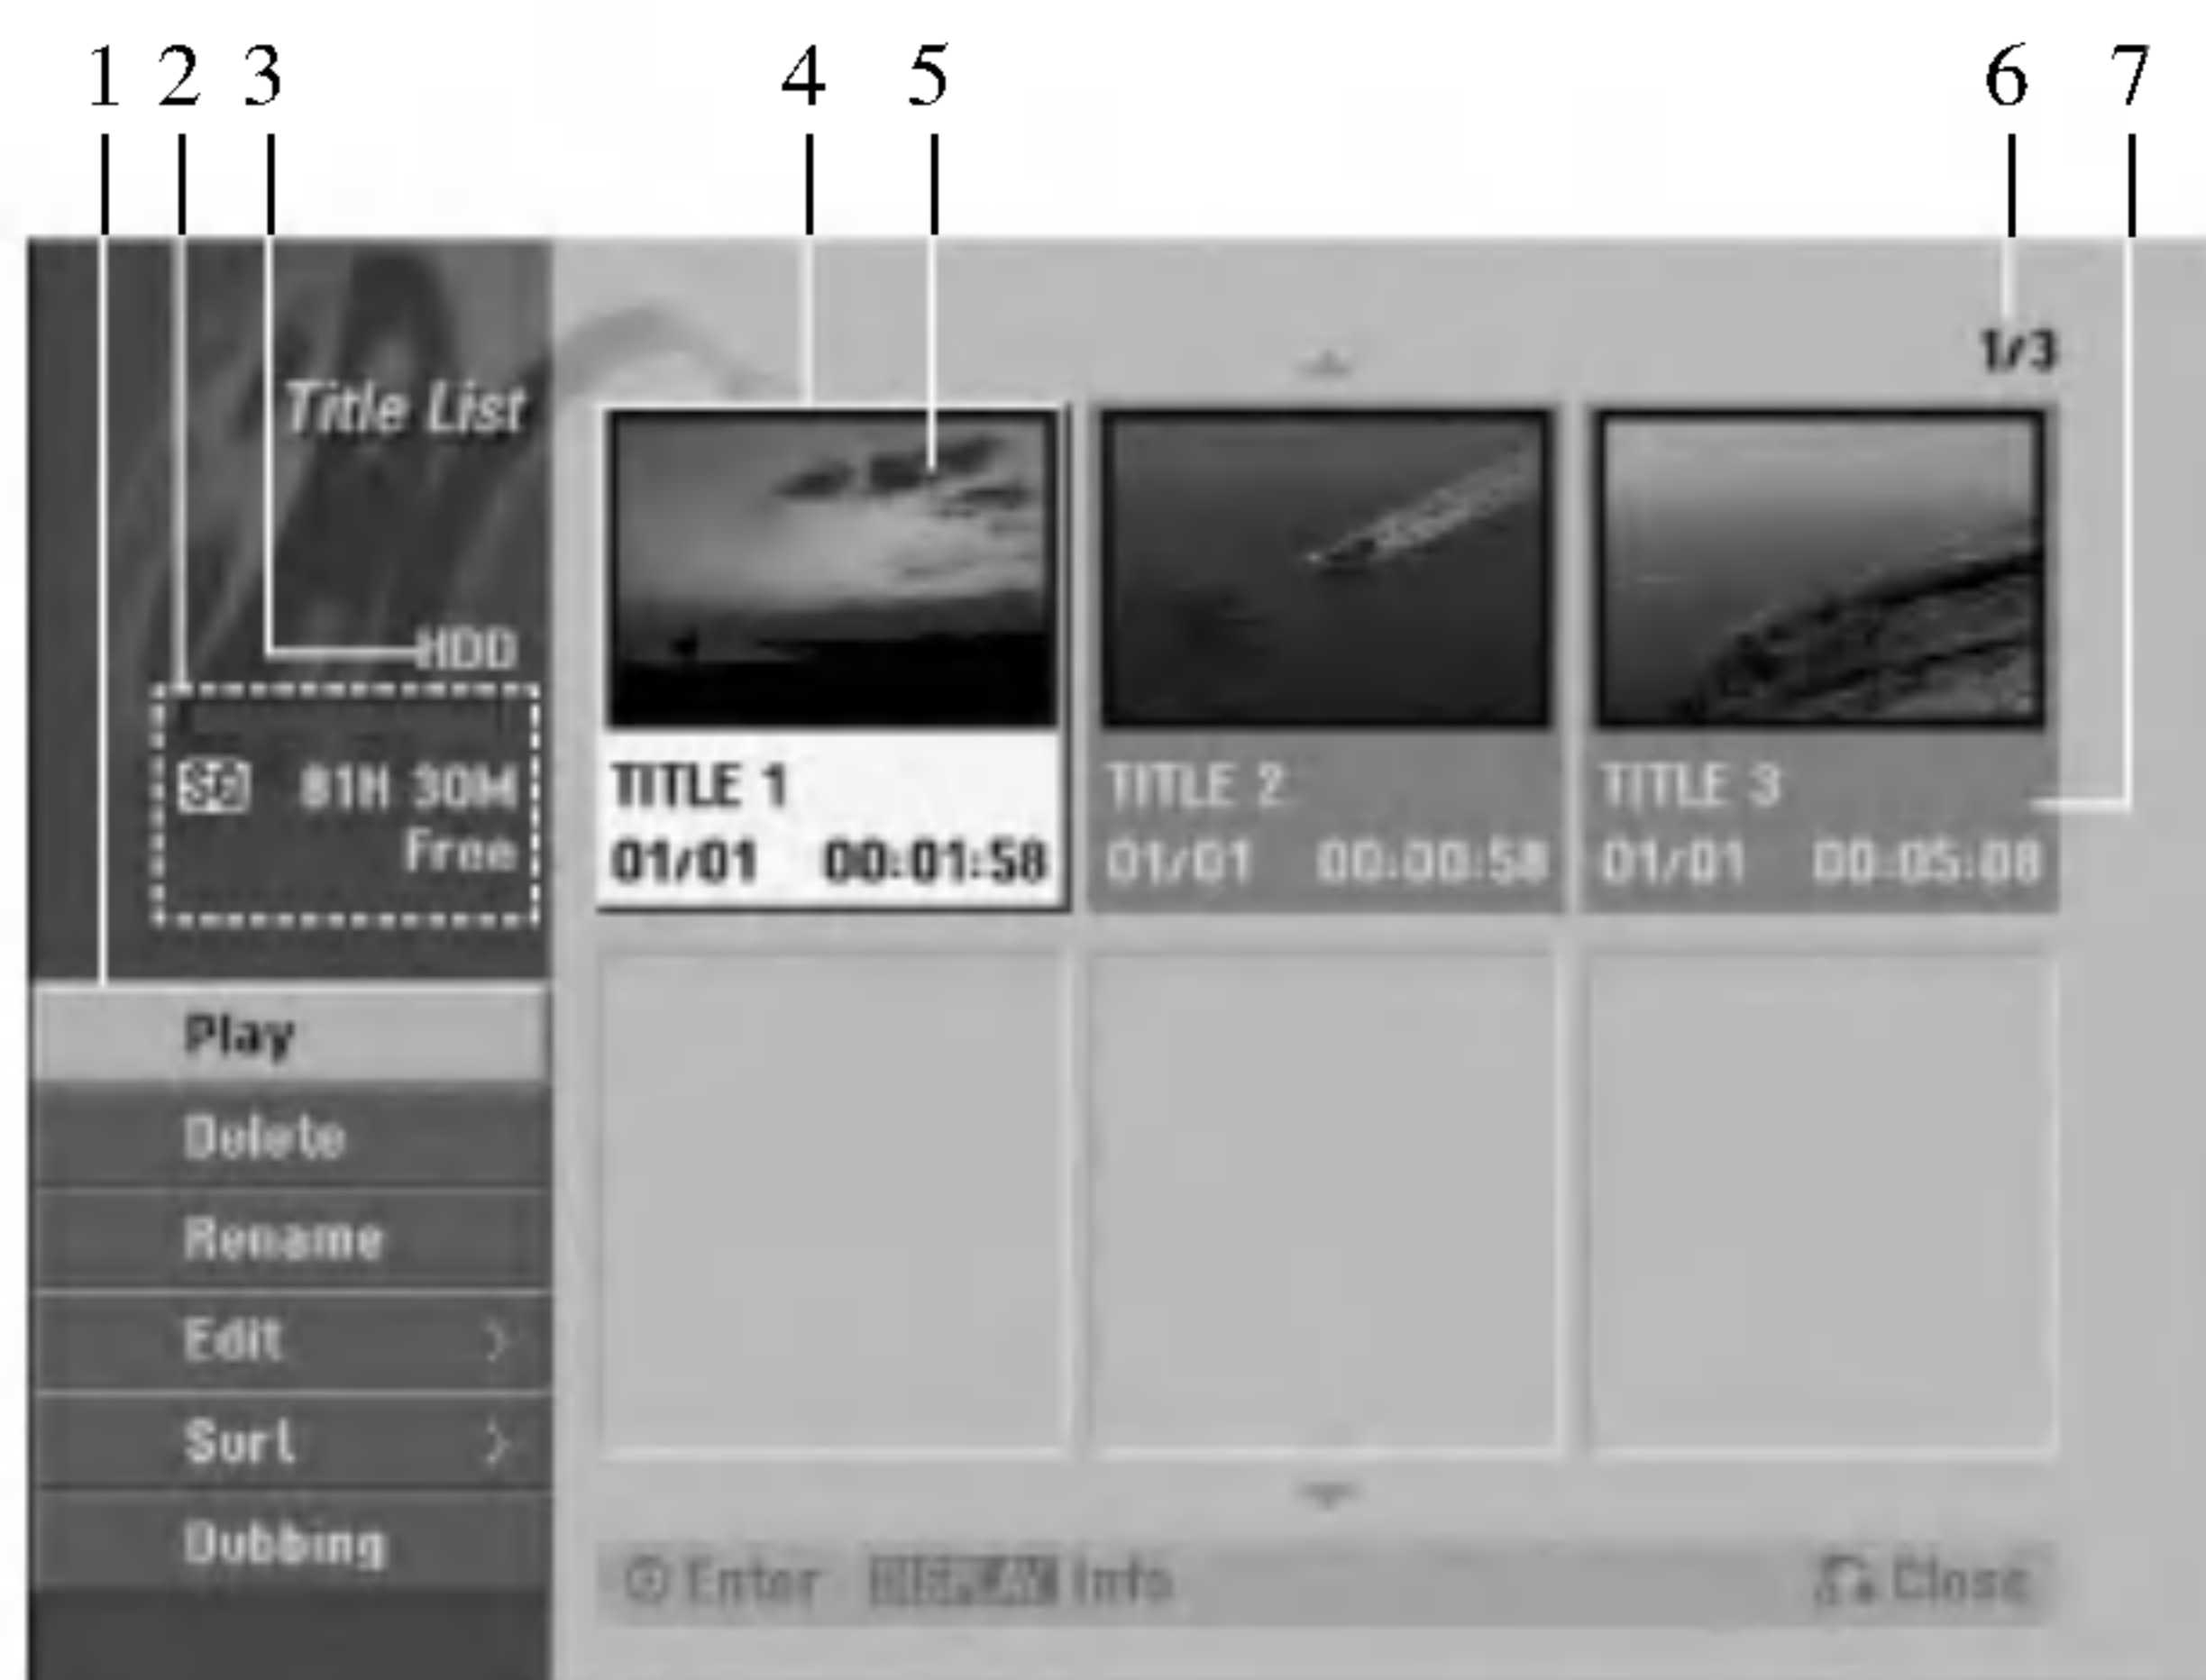 1 2 3 4 5 6 7
1/3
Title List
HDD
81H 30M
Free
TITLE 1
01/01 00:01:58
TITLE 2
01/01 00:00:58
TITLE 3
01/01 00:05:08
Play
Delete
Rename
Edit >
Sort >
Dubbing
Enter
Info
Close